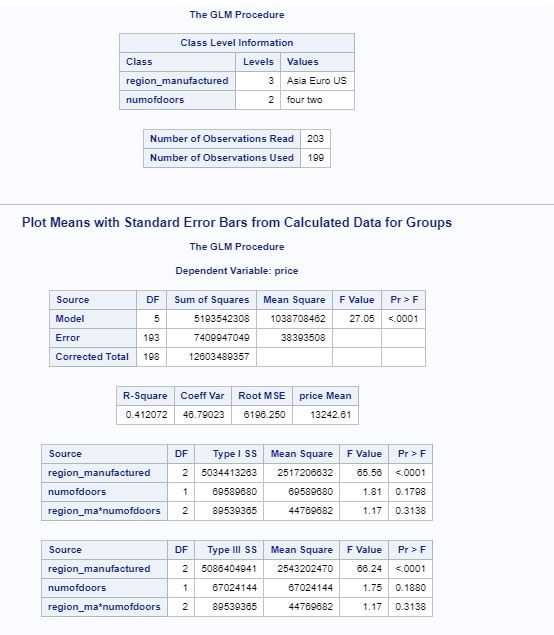 The GLM Procedure
Class Level Information
Class Levels Values
region_manufactured 3 Asia Euro US
numofdoors 2 four two
Number of Observations Read 203
Number of Observations Used 199
Plot Means with Standard Error Bars from Calculated Data for Groups
The GLM Procedure
Dependent Variable: price
Source DF Sum of Squares Mean Square F Value Pr > F
Model 5 5193542308 1038708462 27.05 <.0001
Error 193 7409947049 38393508
Corrected Total 198 12603489357
R-Square Coeff Var Root MSE price Mean
0.412072 46.79023 6196.250 13242.61
Source DF Type I SS Mean Square F Value Pr > F
region_manufactured 2 5034413263 2517206632 65.56 <.0001
numofdoors 1 69589680 69589680 1.81 0.1798
region_ma*numofdoors 2 89539365 44769682 1.17 0.3138
Source DF Type III SS Mean Square F Value Pr > F
region_manufactured 2 5086404941 2543202470 66.24 <.0001
numofdoors 1 67024144 67024144 1.75 0.1880
region_ma*numofdoors 2 89539365 44769682 1.17 0.3138